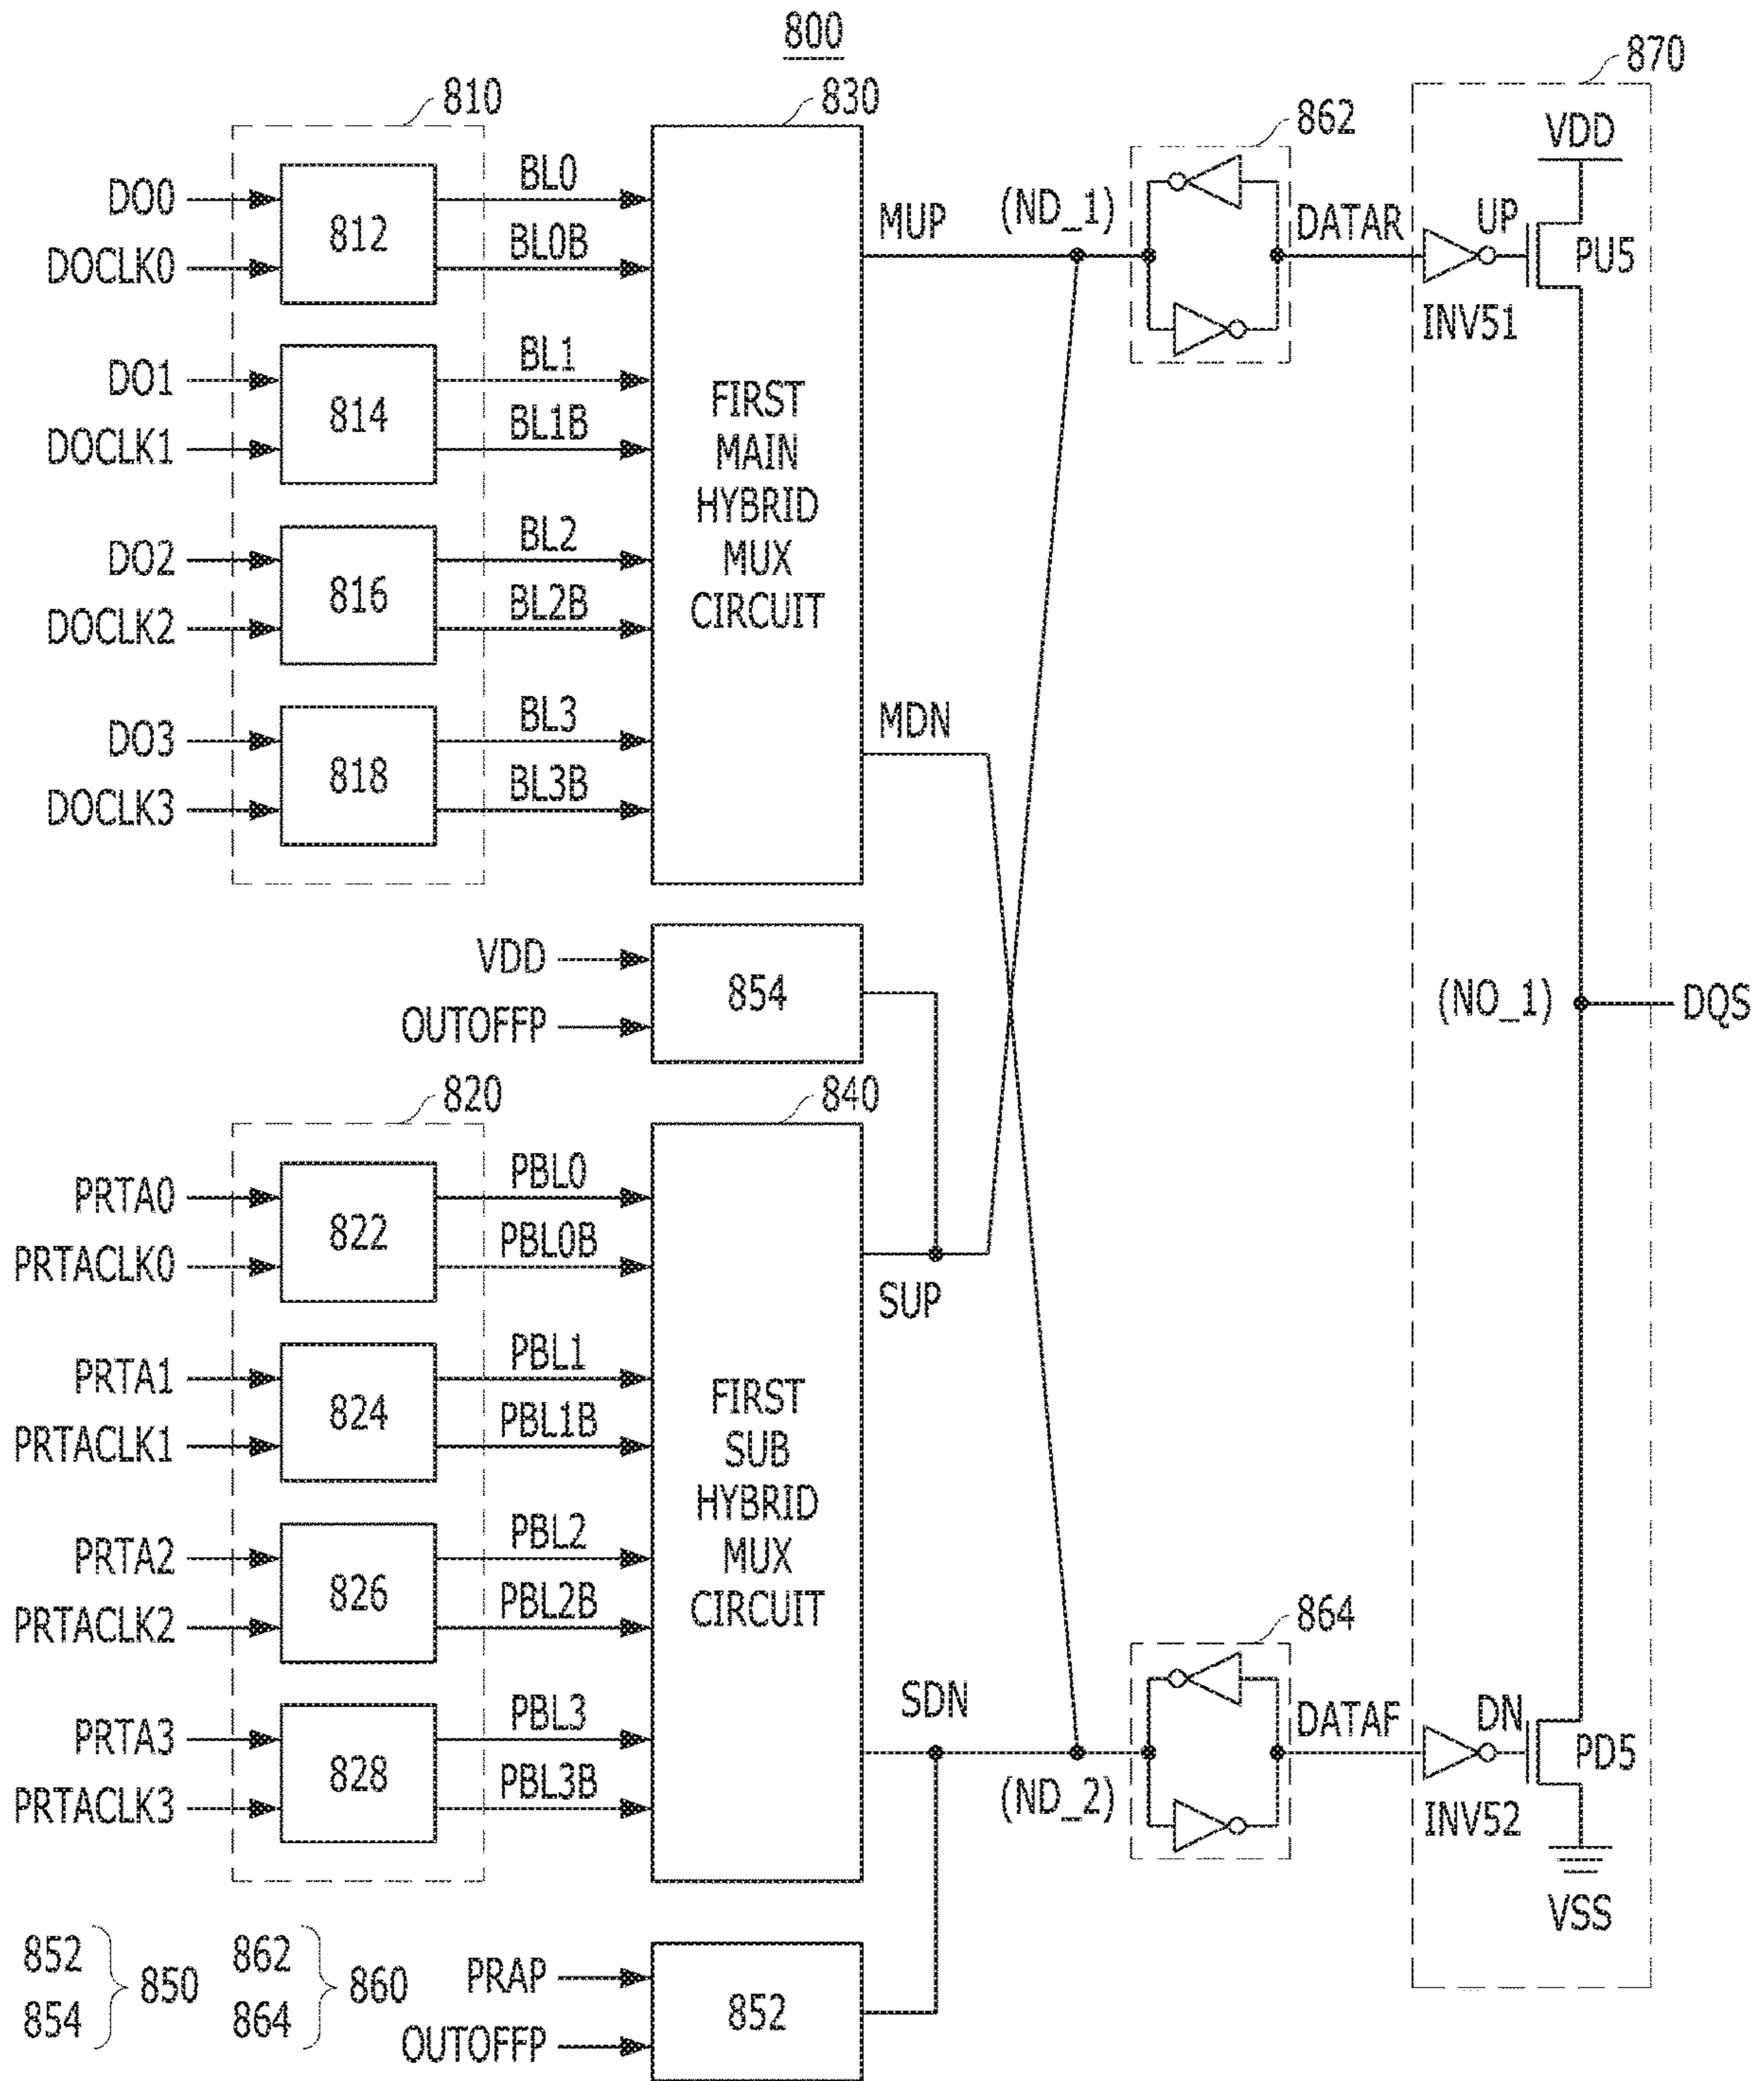 800
810
830
862
870
DO0
DOCLK0
812
BL0
BL0B
DO1
DOCLK1
814
BL1
BL1B
DO2
DOCLK2
816
BL2
BL2B
DO3
DOCLK3
818
BL3
BL3B
FIRST
MAIN
HYBRID
MUX
CIRCUIT
MUP
(ND_1)
DATAR
MDN
VDD
UP
PU5
INV51
VDD
OUTOFFP
854
(NO_1)
DQS
820
840
PRTA0
PRTACLK0
822
PBL0
PBL0B
PRTA1
PRTACLK1
824
PBL1
PBL1B
PRTA2
PRTACLK2
826
PBL2
PBL2B
PRTA3
PRTACLK3
828
PBL3
PBL3B
FIRST
SUB
HYBRID
MUX
CIRCUIT
SUP
SDN
(ND_2)
864
DATAF
DN
PD5
INV52
VSS
852
854
850
862
864
860
PRAP
OUTOFFP
852